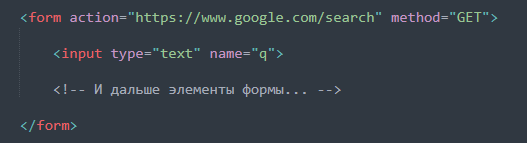 <form action="https://www.google.com/search" method="GET">
<input type="text" name="q">
<!-- И дальше элементы формы... -->
</form>